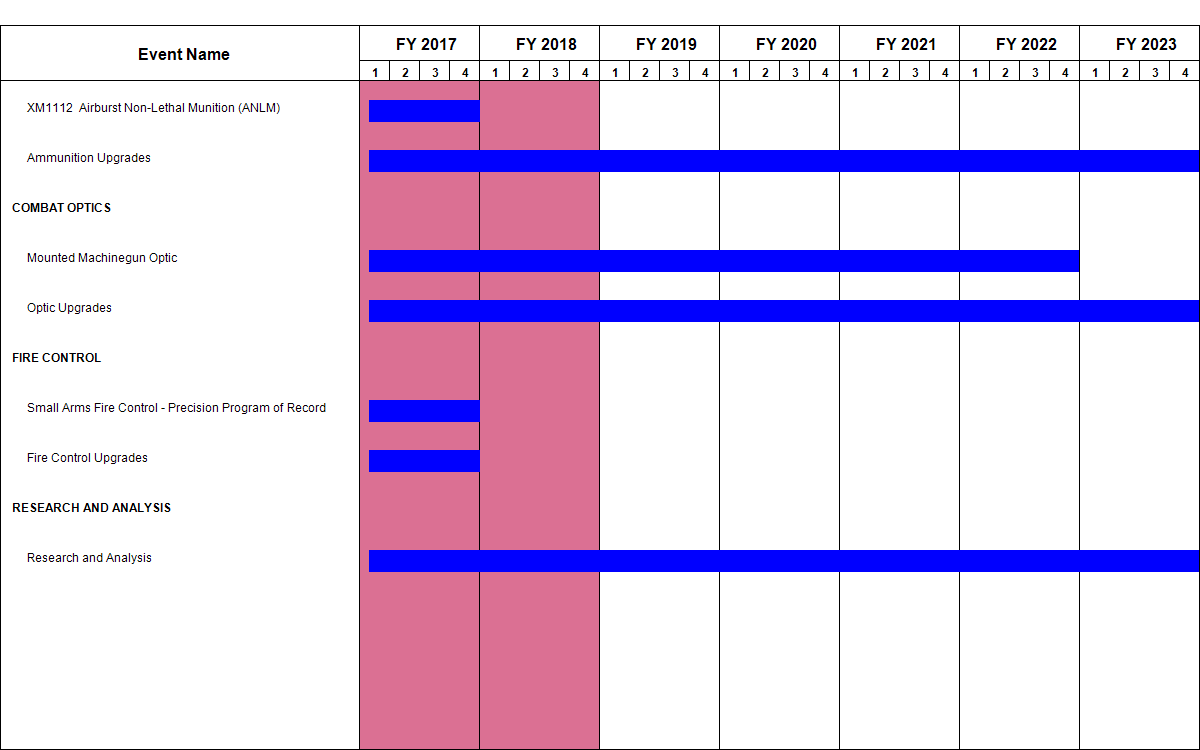 Event Name
FY 2017 FY 2018 FY 2019 FY 2020 FY 2021 FY 2022 FY 2023
1 2 3 4 1 2 3 4 1 2 3 4 1 2 3 4 1 2 3 4 1 2 3 4 1 2 3 4
XM1112  Airburst Non-Lethal Munition (ANLM)
Ammunition Upgrades
COMBAT OPTICS
Mounted Machinegun Optic
Optic Upgrades
FIRE CONTROL
Small Arms Fire Control - Precision Program of Record
Fire Control Upgrades
RESEARCH AND ANALYSIS
Research and Analysis